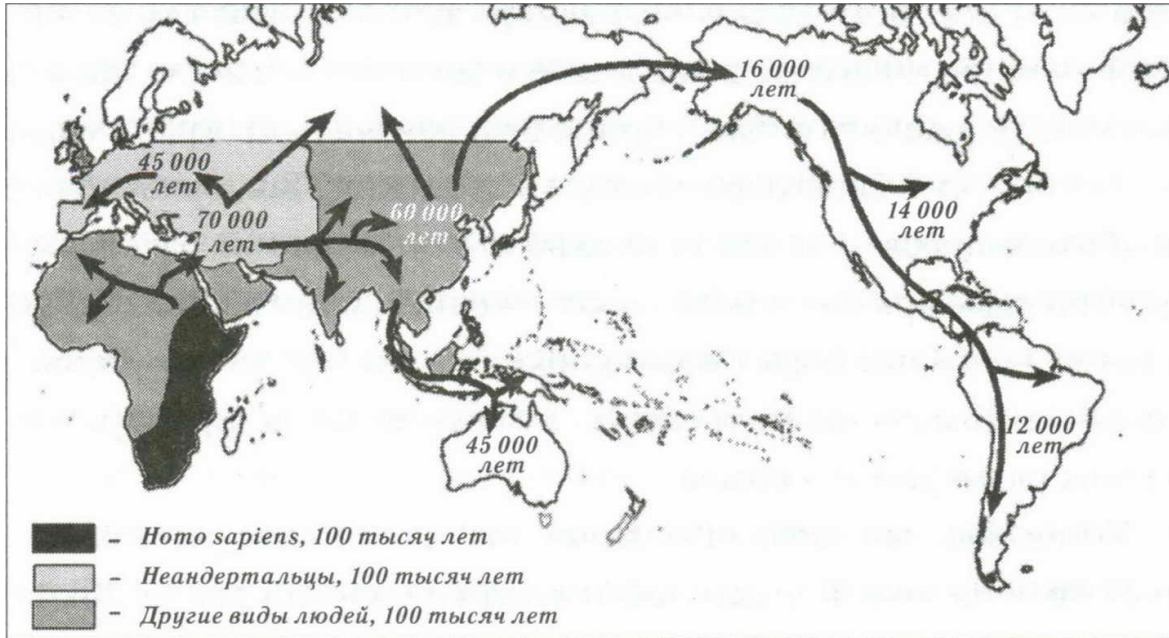 16 000
лет
45 000
лет
70 000
лет
60 000
лет
14 000
лет
45 000
лет
12 000
лет
- Homo sapiens, 100 тысяч лет
- Неандертальцы, 100 тысяч лет
- Другие виды людей, 100 тысяч лет